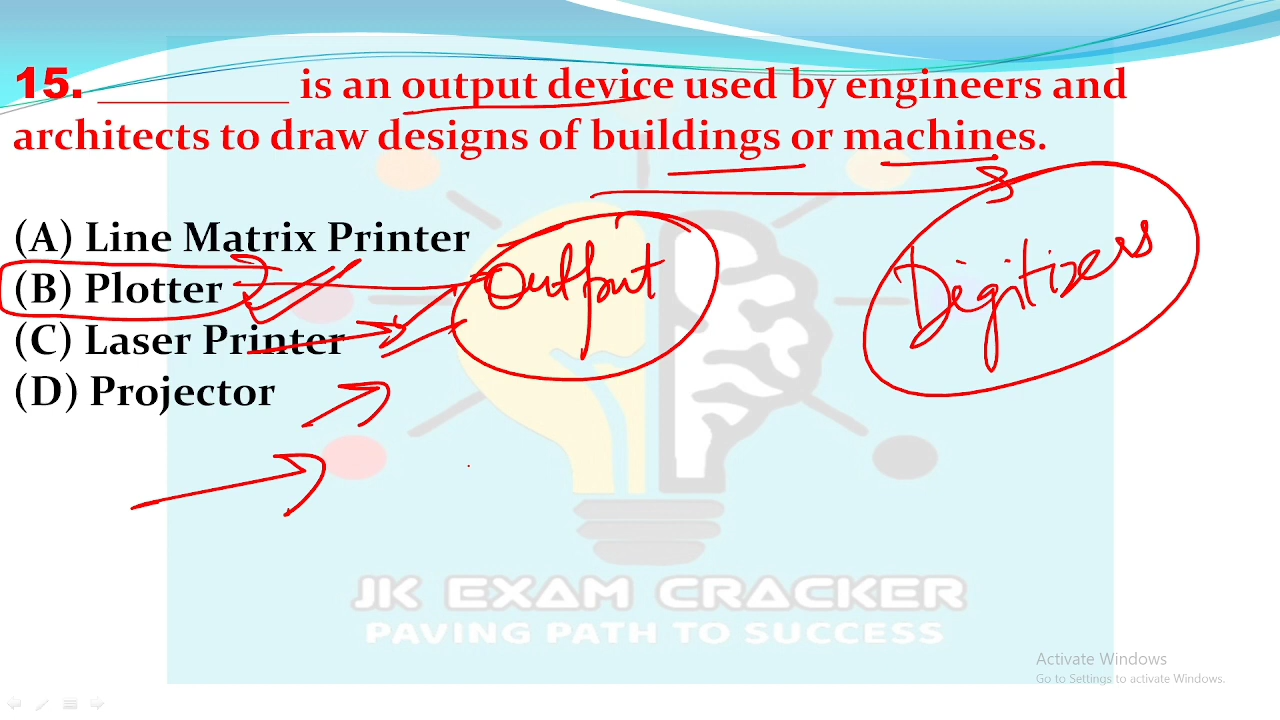 15. __________ is an output device used by engineers and
architects to draw designs of buildings or machines.
(A) Line Matrix Printer
(B) Plotter
(C) Laser Printer
(D) Projector
Output
Digitizers
JK EXAM CRACKER
PAVING PATH TO SUCCESS
Activate Windows
Go to Settings to activate Windows.